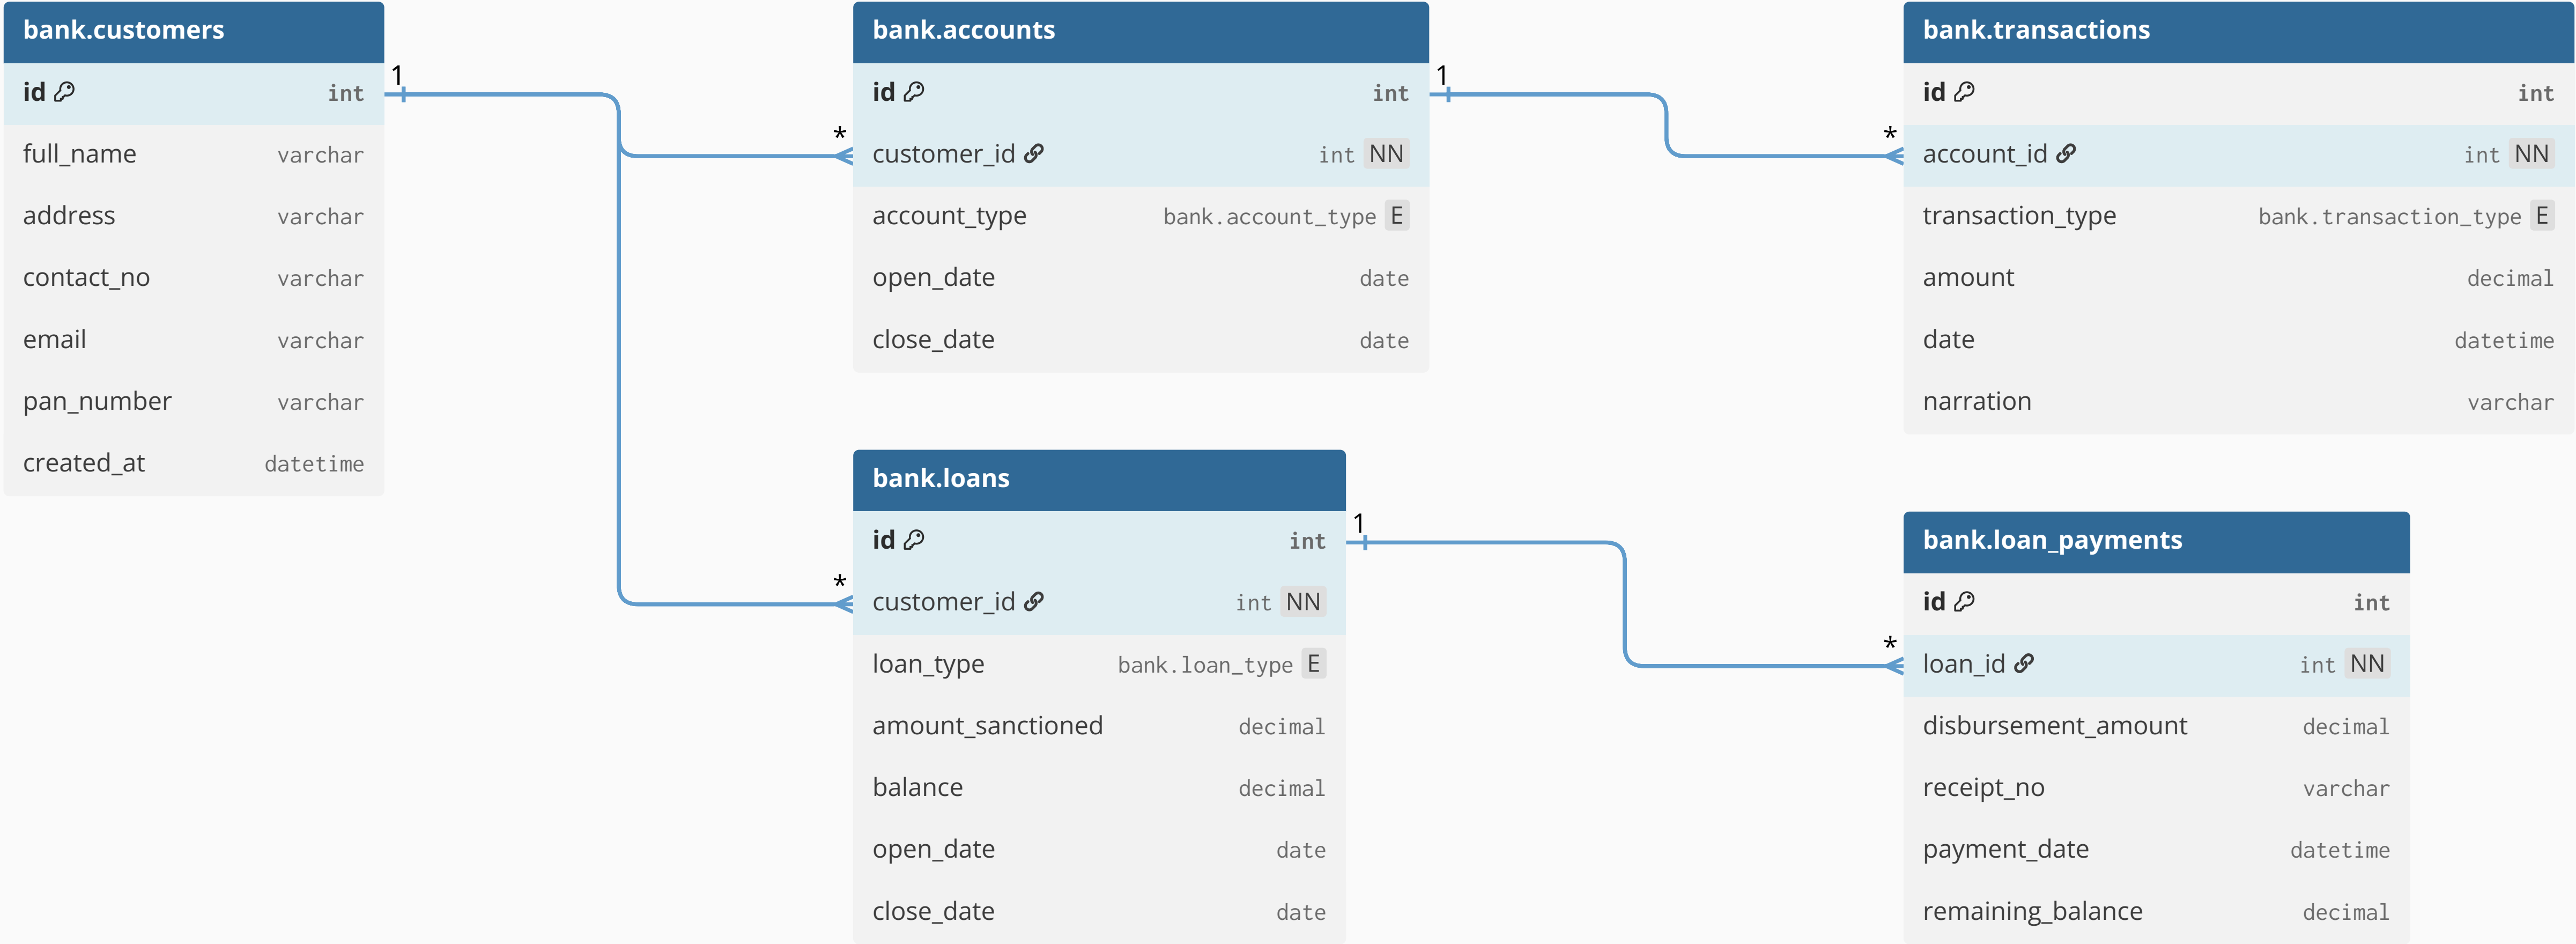 bank.customers
id int
full_name varchar
address varchar
contact_no varchar
email varchar
pan_number varchar
created_at datetime
1
*
*
bank.accounts
id int
customer_id int NN
account_type bank.account_type E
open_date date
close_date date
1
*
bank.transactions
id int
account_id int NN
transaction_type bank.transaction_type E
amount decimal
date datetime
narration varchar
bank.loans
id int
customer_id int NN
loan_type bank.loan_type E
amount_sanctioned decimal
balance decimal
open_date date
close_date date
1
*
bank.loan_payments
id int
loan_id int NN
disbursement_amount decimal
receipt_no varchar
payment_date datetime
remaining_balance decimal